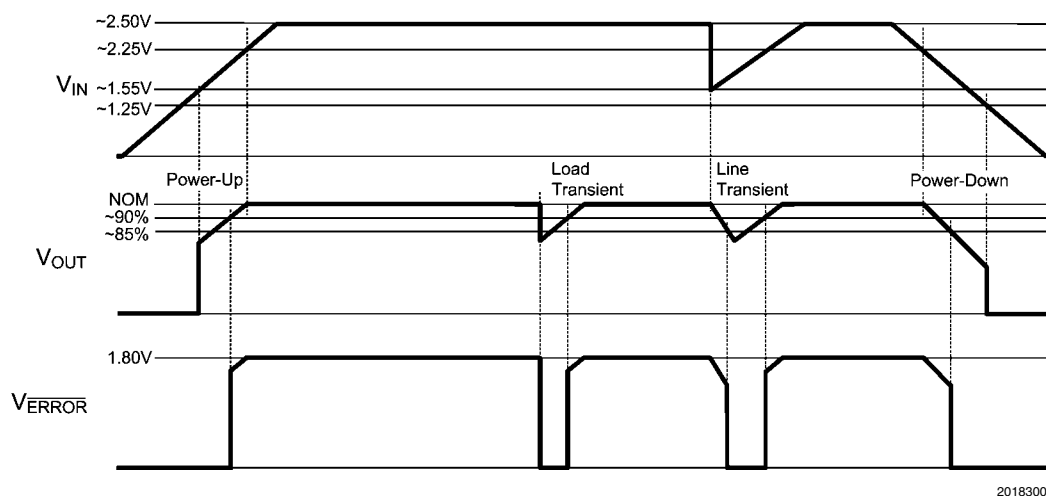 ~2.50V
~2.25V
VIN
~1.55V
~1.25V
Power-Up
Load
Transient
Line
Transient
Power-Down
NOM
~90%
~85%
VOUT
1.80V
VERROR
2018300